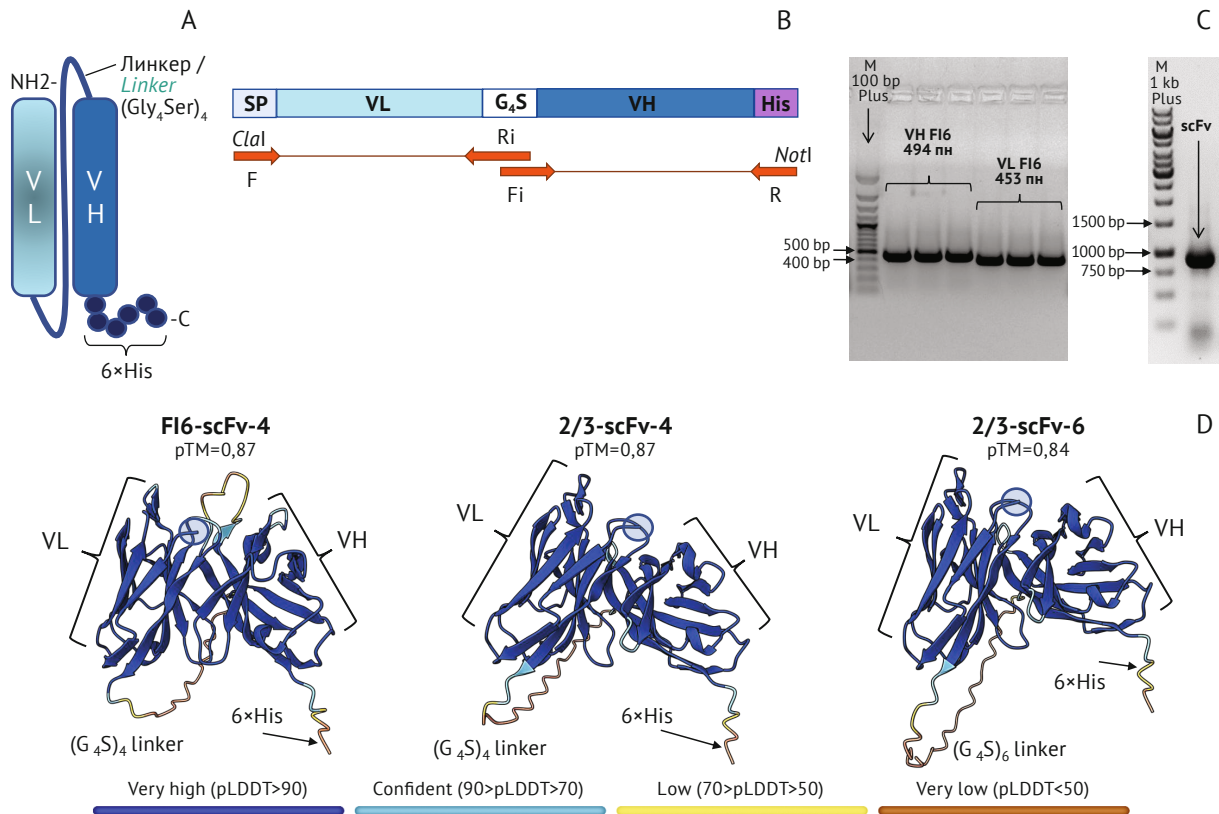 A
NH2-
Линкер /
Linker
(Gly4Ser)4
V
L
V
H
-C
6×His
B
SP
VL
G4S
VH
His
ClaI
Ri
NotI
F
Fi
R
M
100 bp
Plus
VH FI6
494 пн
VL FI6
453 пн
500 bp
400 bp
C
M
1 kb
Plus
scFv
1500 bp
1000 bp
750 bp
D
FI6-scFv-4
pTM=0,87
VL
VH
6×His
(G 4S)4 linker
2/3-scFv-4
pTM=0,87
VL
VH
6×His
(G 4S)4 linker
2/3-scFv-6
pTM=0,84
VL
VH
6×His
(G 4S)6 linker
Very high (pLDDT>90)
Confident (90>pLDDT>70)
Low (70>pLDDT>50)
Very low (pLDDT<50)